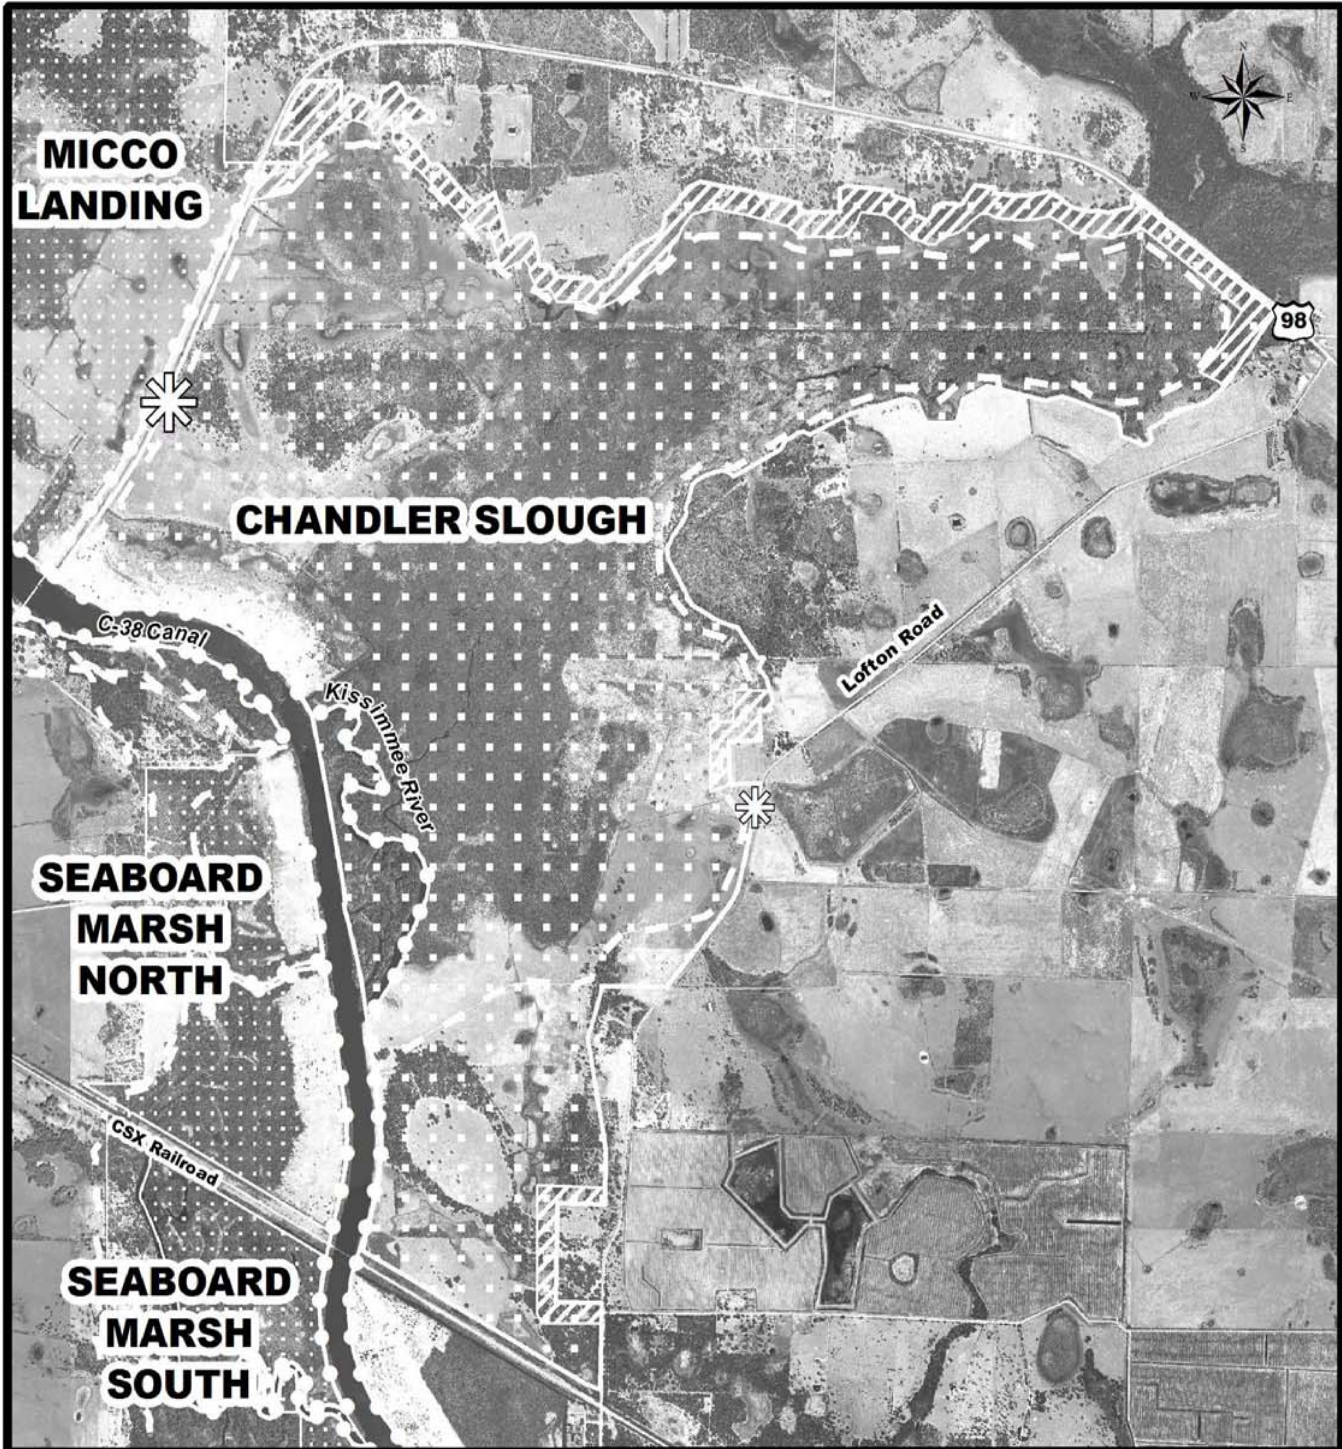 N
W E
S
MICCO
LANDING
98
CHANDLER SLOUGH
Lofton Road
C-38 Canal
Kissimmee River
SEABOARD
MARSH
NORTH
CSX Railroad
SEABOARD
MARSH
SOUTH